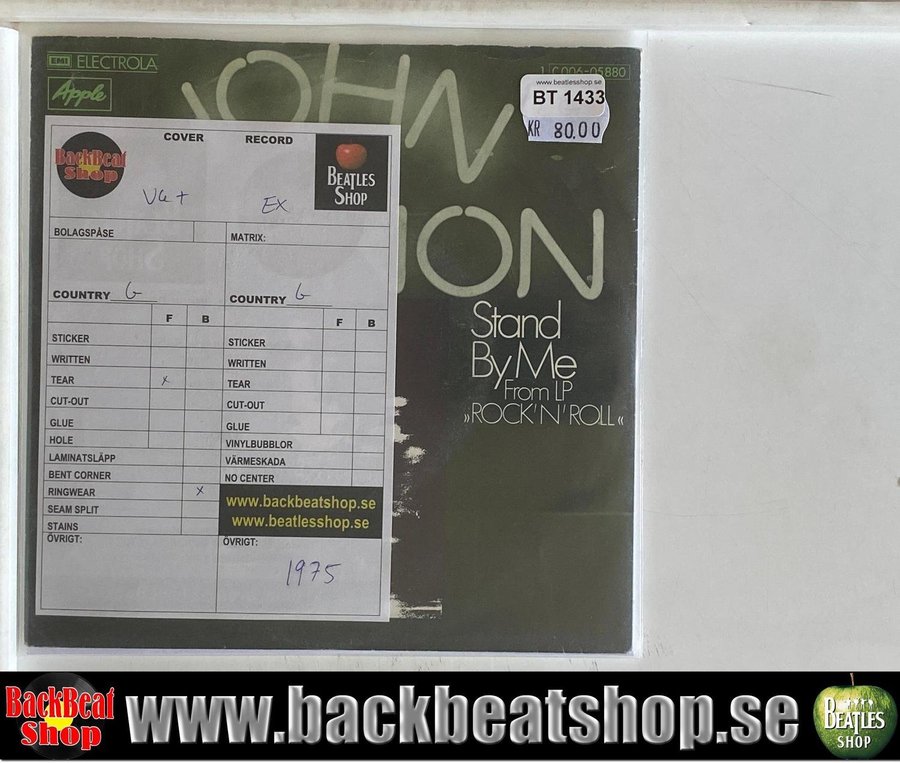 EMI ELECTROLA
Apple
JOHN
NON
1 C 006-05880
www.beatlesshop.se
BT 1433
KR 80.00
Stand
By Me
From LP
»ROCK'N'ROLL«
COVER RECORD
BackBeat
Shop
BEATLES
SHOP
VG+ EX
BOLAGSPÅSE MATRIX:
COUNTRY G COUNTRY G
F B F B
STICKER STICKER
WRITTEN WRITTEN
TEAR x TEAR
CUT-OUT CUT-OUT
GLUE GLUE
HOLE VINYLBUBBLOR
LAMINATSLÄPP VÄRMESKADA
BENT CORNER NO CENTER
RINGWEAR x
SEAM SPLIT
STAINS
www.backbeatshop.se
www.beatlesshop.se
ÖVRIGT: ÖVRIGT:
1975
BackBeat
Shop
www.backbeatshop.se
BEATLES
SHOP